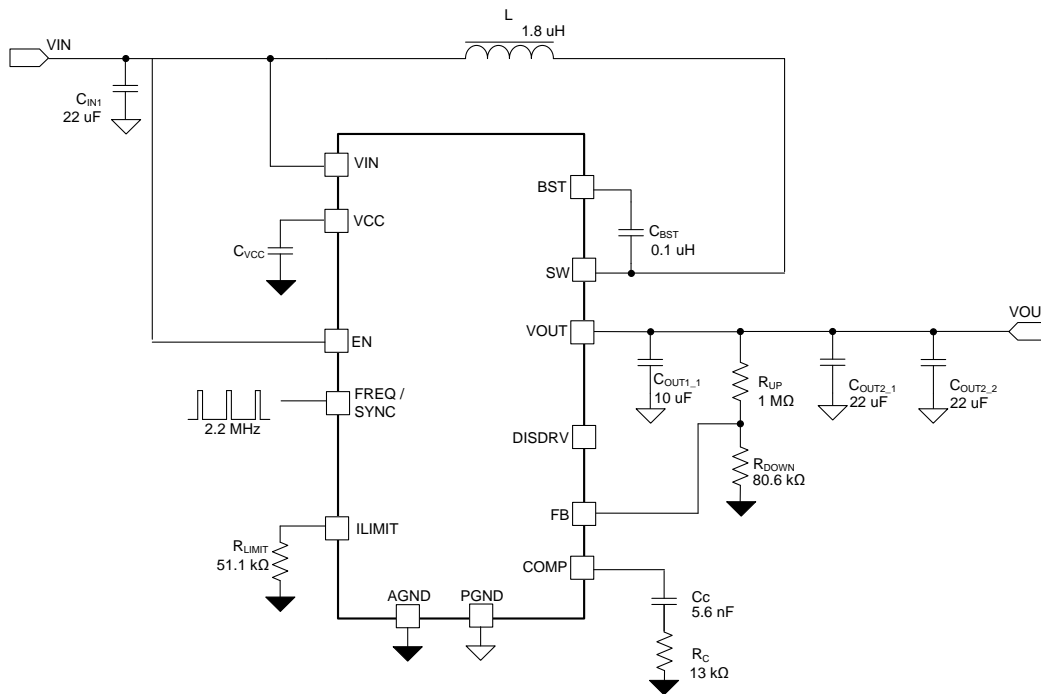 L
1.8 uH
VIN
CIN1
22 uF
VIN
BST
VCC
CBST
0.1 uH
CVCC
SW
VOUT
VOU
EN
FREQ /
SYNC
2.2 MHz
COUT1_1
10 uF
RUP
1 MΩ
COUT2_1
22 uF
COUT2_2
22 uF
DISDRV
RDOWN
80.6 kΩ
FB
ILIMIT
RLIMIT
51.1 kΩ
COMP
AGND
PGND
Cc
5.6 nF
RC
13 kΩ